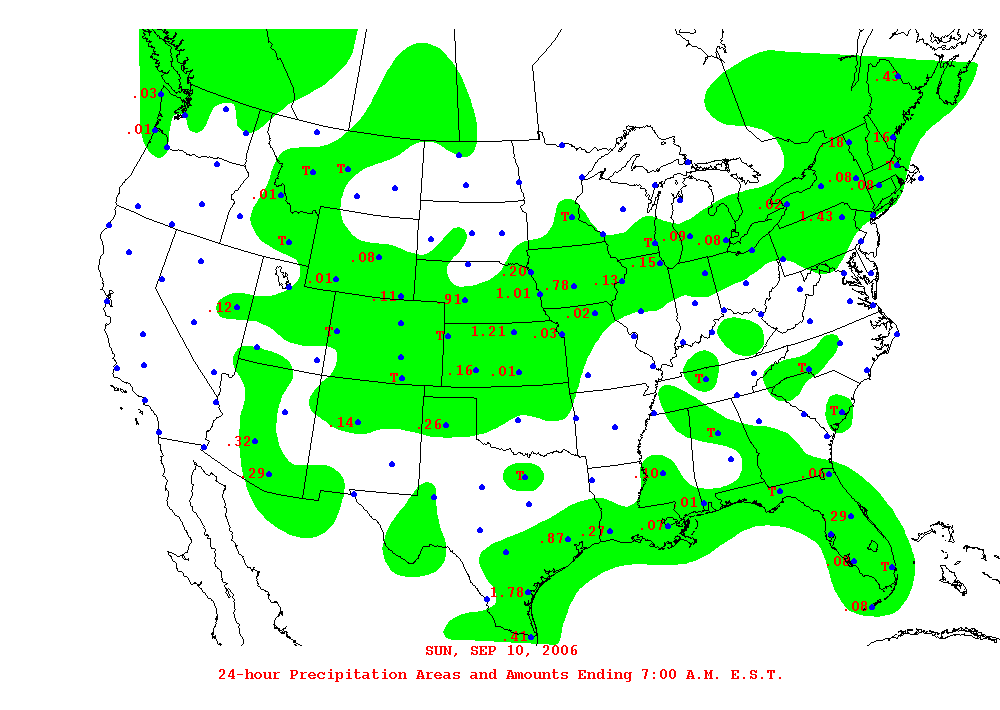 .03
.43
.01
.18
.16
T
T
T
.08
.08
.01
.02
1.43
T
T
T
.09
.08
.08
.15
.20
.01
.78
.13
1.01
.11
.91
.12
.02
T
T
1.21
.03
.16
.01
T
T
T
T
.14
.26
T
.32
.10
.29
T
.06
T
.01
.29
.07
.27
.87
.08
T
1.78
.08
.41
SUN, SEP 10, 2006
24-hour Precipitation Areas and Amounts Ending 7:00 A.M. E.S.T.